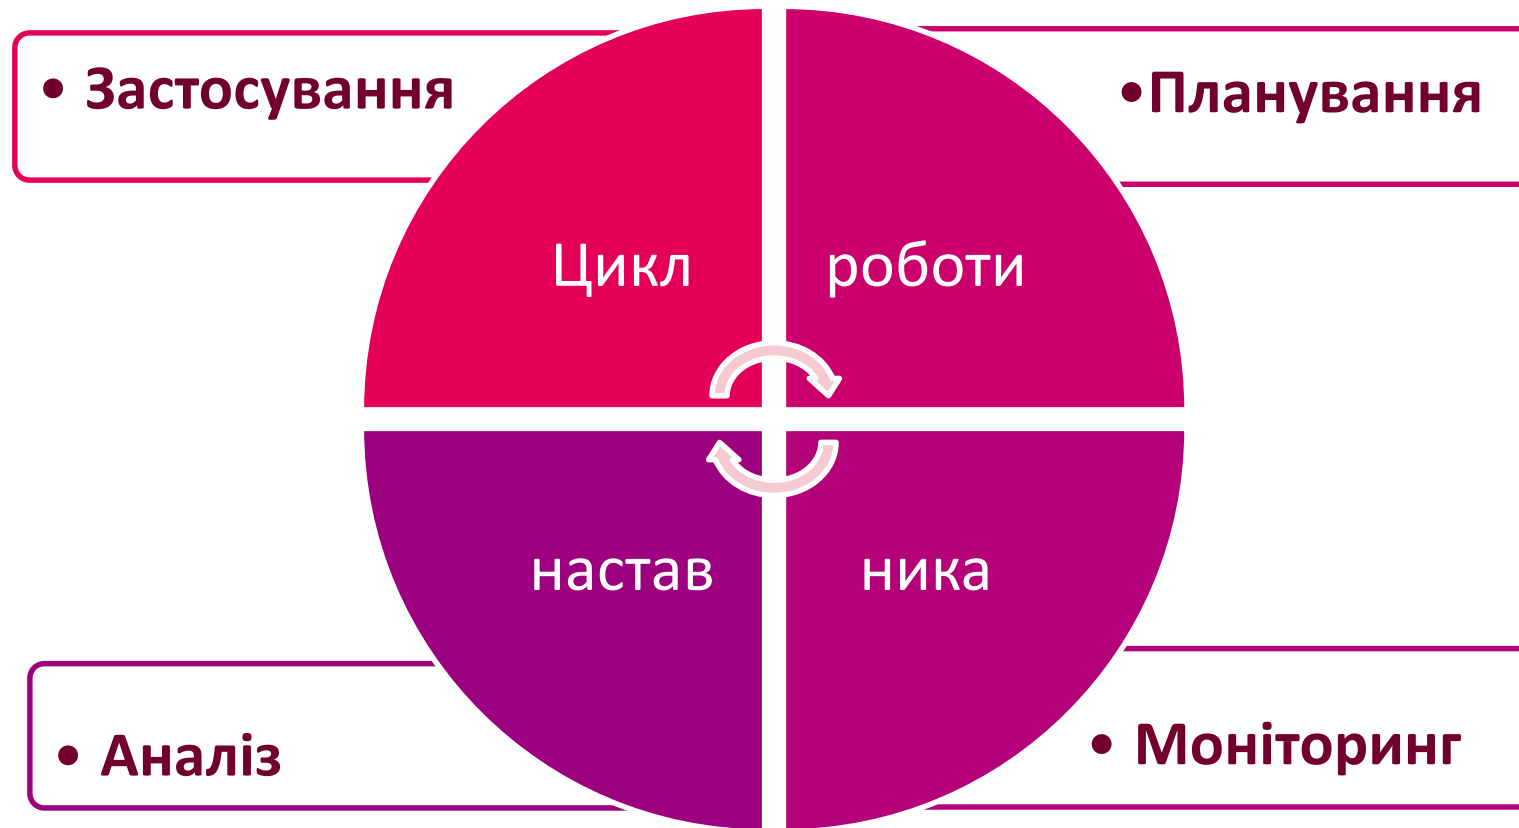 • Застосування
•Планування
Цикл
роботи
настав
ника
• Аналіз
• Моніторинг